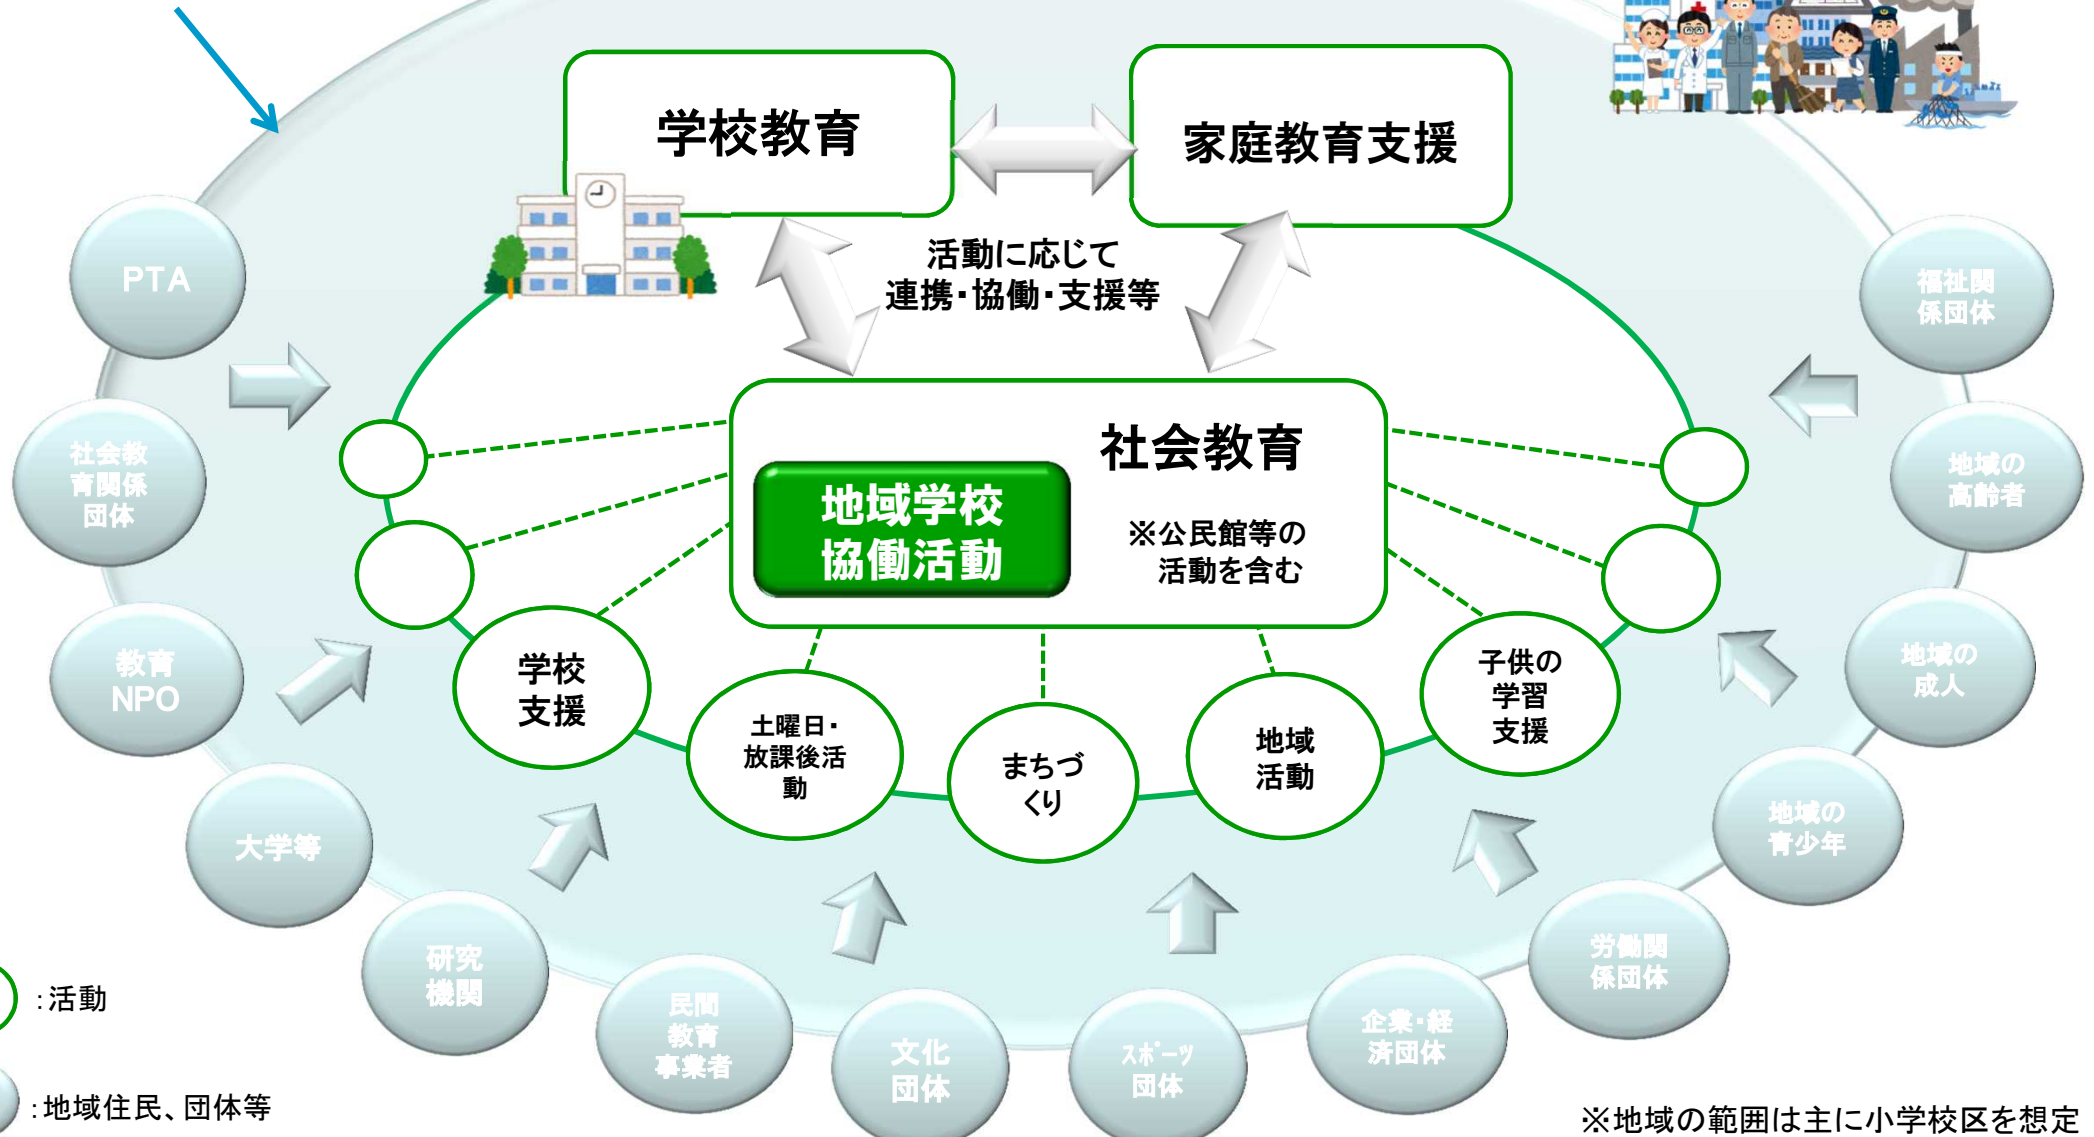 学校教育
家庭教育支援
活動に応じて
連携・協働・支援等
PTA
福祉関
係団体
社会教育
社会教
育関係
団体
地域の
高齢者
地域学校
協働活動
※公民館等の
活動を含む
教育
NPO
学校
支援
子供の
学習
支援
地域の
成人
土曜日・
放課後活
動
まちづ
くり
地域
活動
大学等
地域の
青少年
研究
機関
労働関
係団体
：活動
民間
教育
事業者
文化
団体
スポーツ
団体
企業・経
済団体
：地域住民、団体等
※地域の範囲は主に小学校区を想定